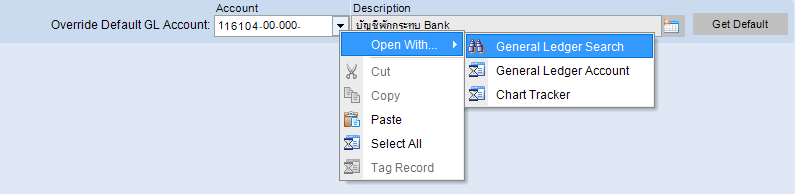 Account
Description
Override Default GL Account:
116104-00-000-
บัญชีพักกระทบ Bank
Get Default
Open With...
General Ledger Search
General Ledger Account
Chart Tracker
Cut
Copy
Paste
Select All
Tag Record